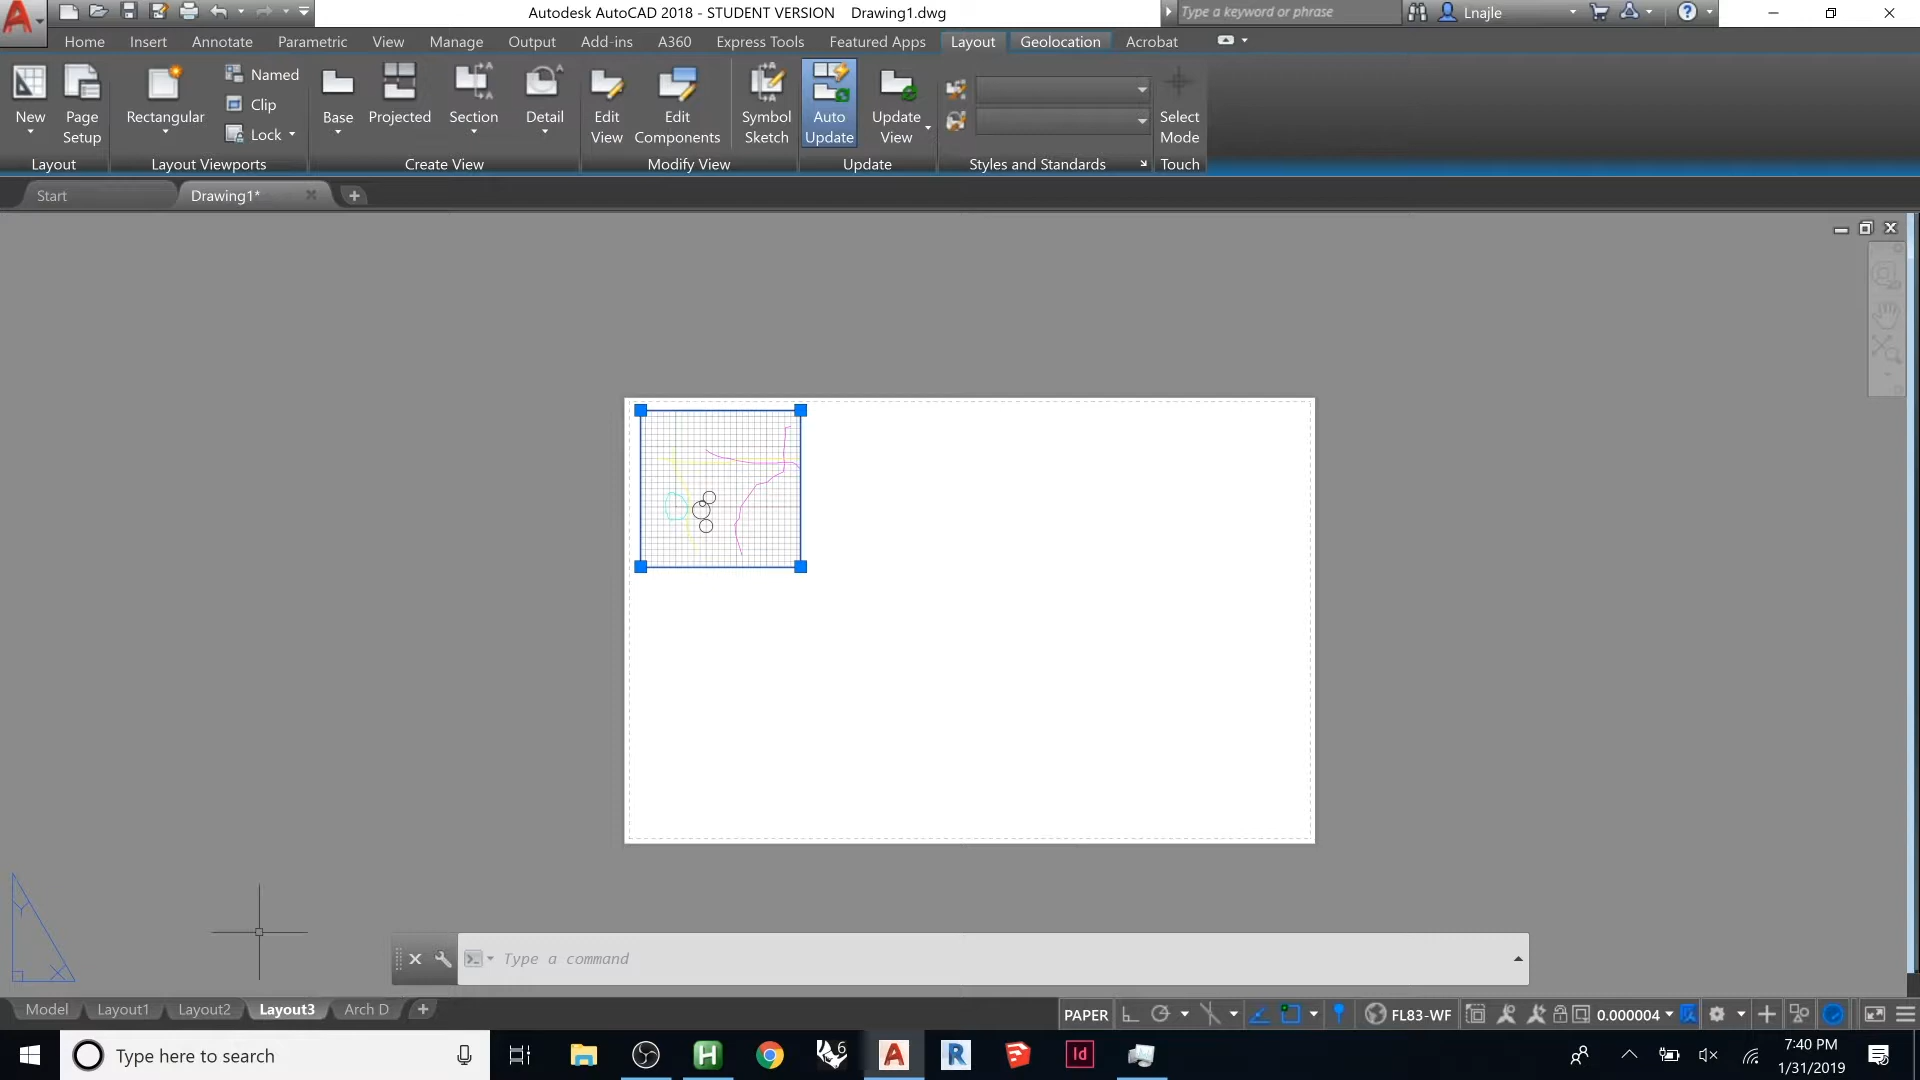 Autodesk AutoCAD 2018 - STUDENT VERSION Drawing1.dwg
Type a keyword or phrase
Lnajle
Home Insert Annotate Parametric View Manage Output Add-ins A360 Express Tools Featured Apps Layout Geolocation Acrobat
New
Page Setup
Rectangular
Named
Clip
Lock
Base
Projected
Section
Detail
Edit View
Edit Components
Symbol Sketch
Auto Update
Update View
Select Mode
Layout
Layout Viewports
Create View
Modify View
Update
Styles and Standards
Touch
Start
Drawing1*
Type a command
Model Layout1 Layout2 Layout3 Arch D
PAPER
FL83-WF
0.000004
Type here to search
6
Id
7:40 PM
1/31/2019